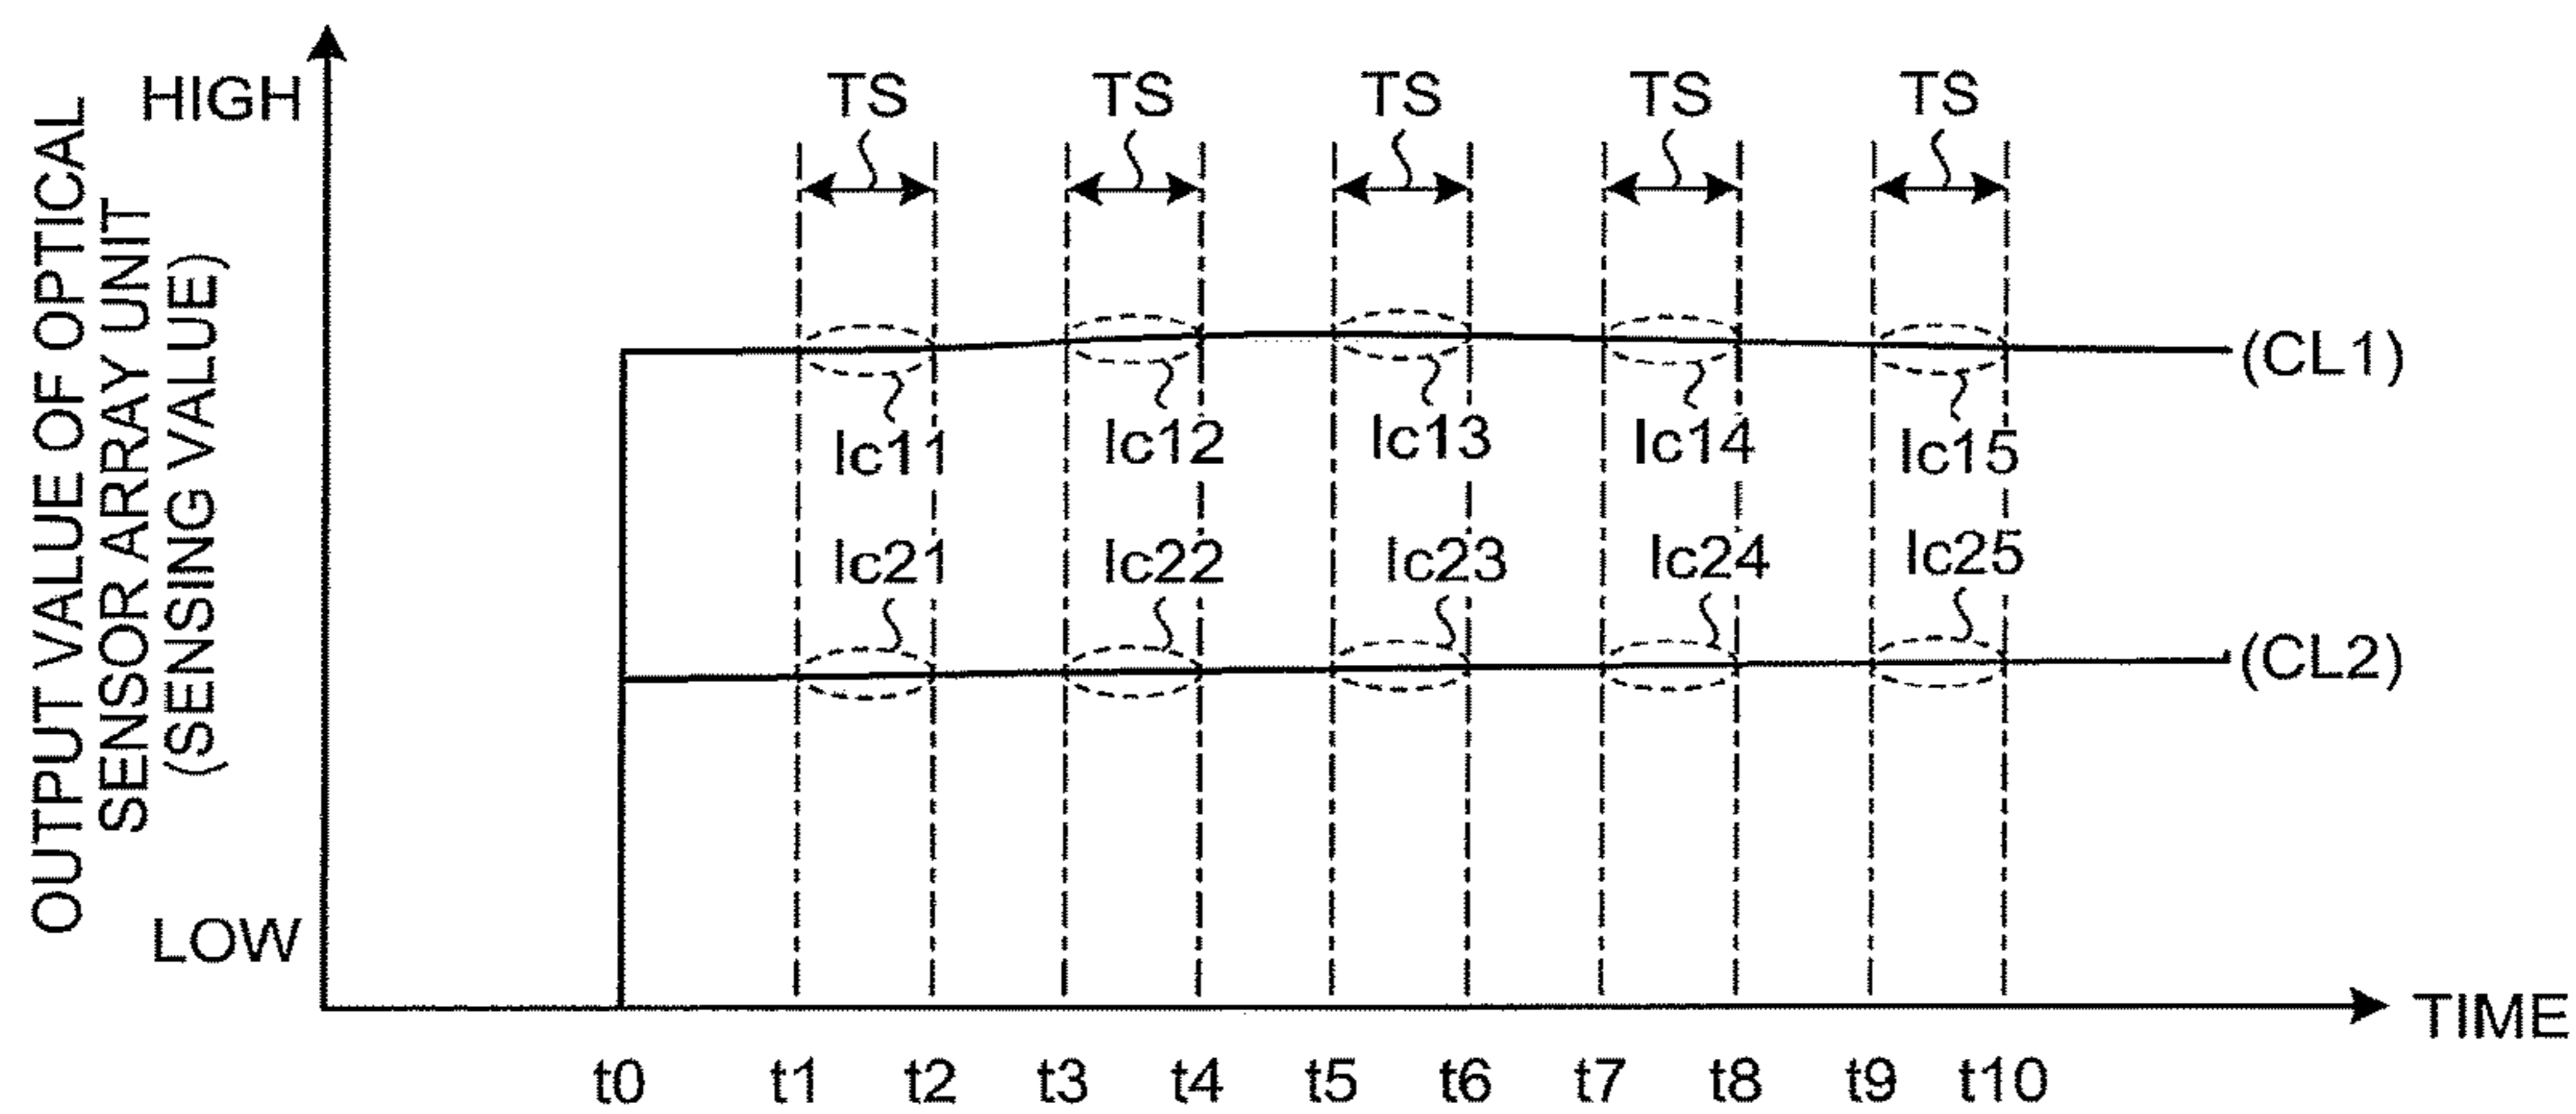 OUTPUT VALUE OF OPTICAL
SENSOR ARRAY UNIT
(SENSING VALUE)
HIGH
LOW
TS TS TS TS TS
(CL1)
Ic11 Ic12 Ic13 Ic14 Ic15
Ic21 Ic22 Ic23 Ic24 Ic25
(CL2)
TIME
t0 t1 t2 t3 t4 t5 t6 t7 t8 t9 t10